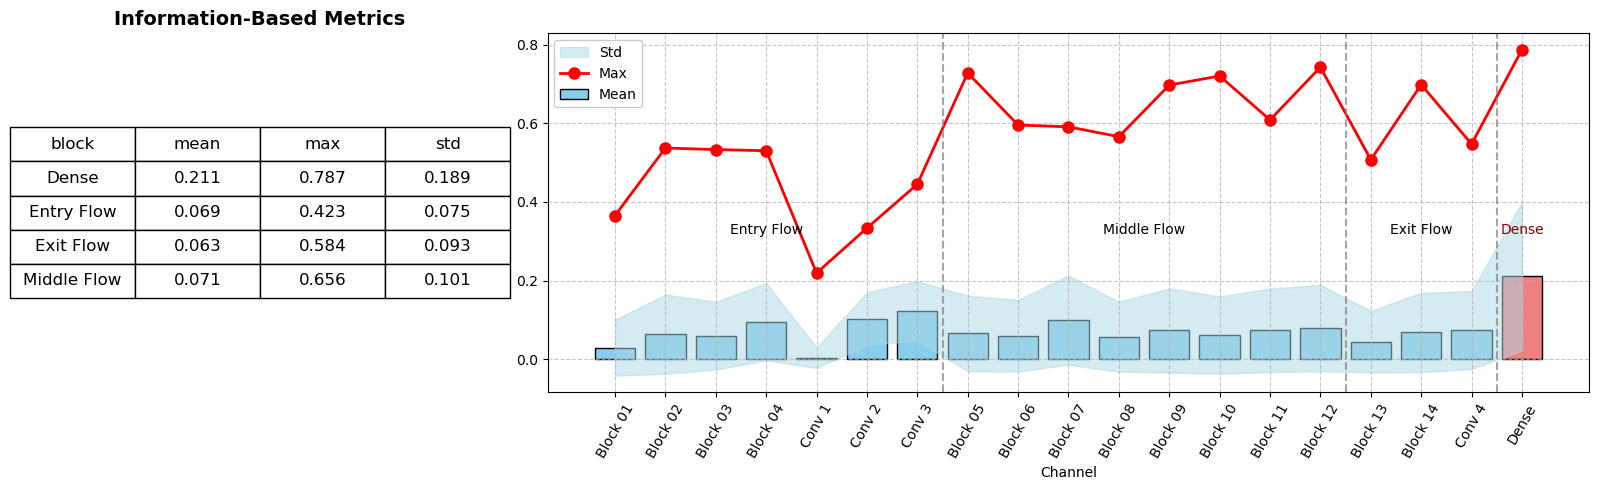 Information-Based Metrics
block mean max std
Dense 0.211 0.787 0.189
Entry Flow 0.069 0.423 0.075
Exit Flow 0.063 0.584 0.093
Middle Flow 0.071 0.656 0.101
Std
Max
Mean
0.8
0.6
0.4
0.2
0.0
Entry Flow Middle Flow Exit Flow Dense
Block 01 Block 02 Block 03 Block 04 Conv 1 Conv 2 Conv 3 Block 05 Block 06 Block 07 Block 08 Block 09 Block 10 Block 11 Block 12 Block 13 Block 14 Conv 4 Dense
Channel